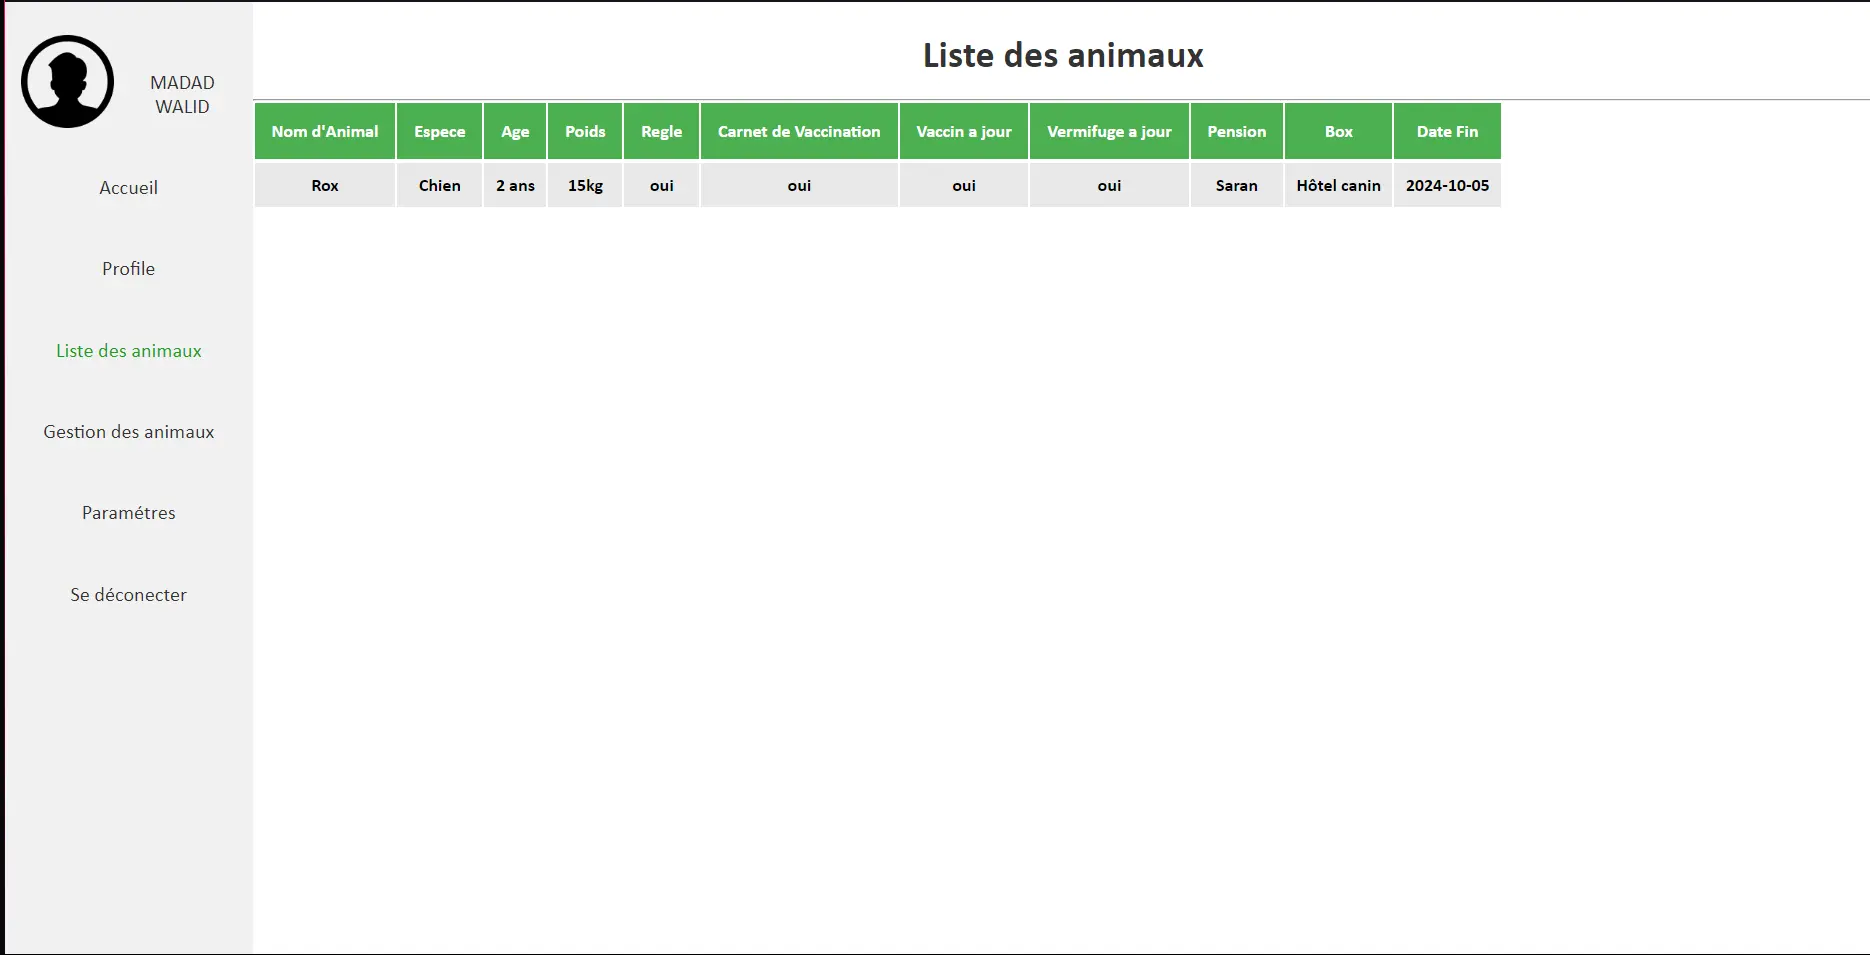 MADAD
WALID
Accueil
Profile
Liste des animaux
Gestion des animaux
Paramétres
Se déconecter
Liste des animaux
Nom d'Animal Espece Age Poids Regle Carnet de Vaccination Vaccin a jour Vermifuge a jour Pension Box Date Fin
Rox Chien 2 ans 15kg oui oui oui oui Saran Hôtel canin 2024-10-05